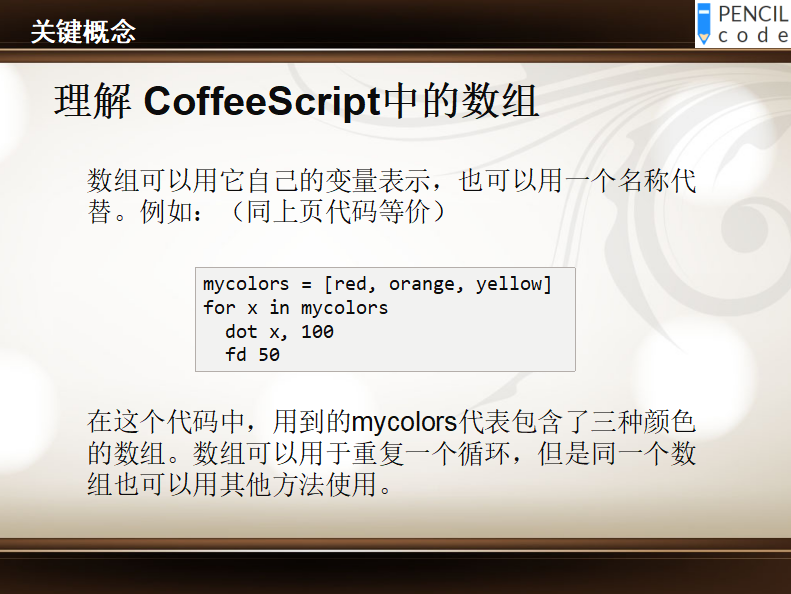 关键概念
PENCIL
code
理解 CoffeeScript中的数组
数组可以用它自己的变量表示，也可以用一个名称代
替。例如：（同上页代码等价）
mycolors = [red, orange, yellow]
for x in mycolors
  dot x, 100
  fd 50
在这个代码中，用到的mycolors代表包含了三种颜色
的数组。数组可以用于重复一个循环，但是同一个数
组也可以用其他方法使用。